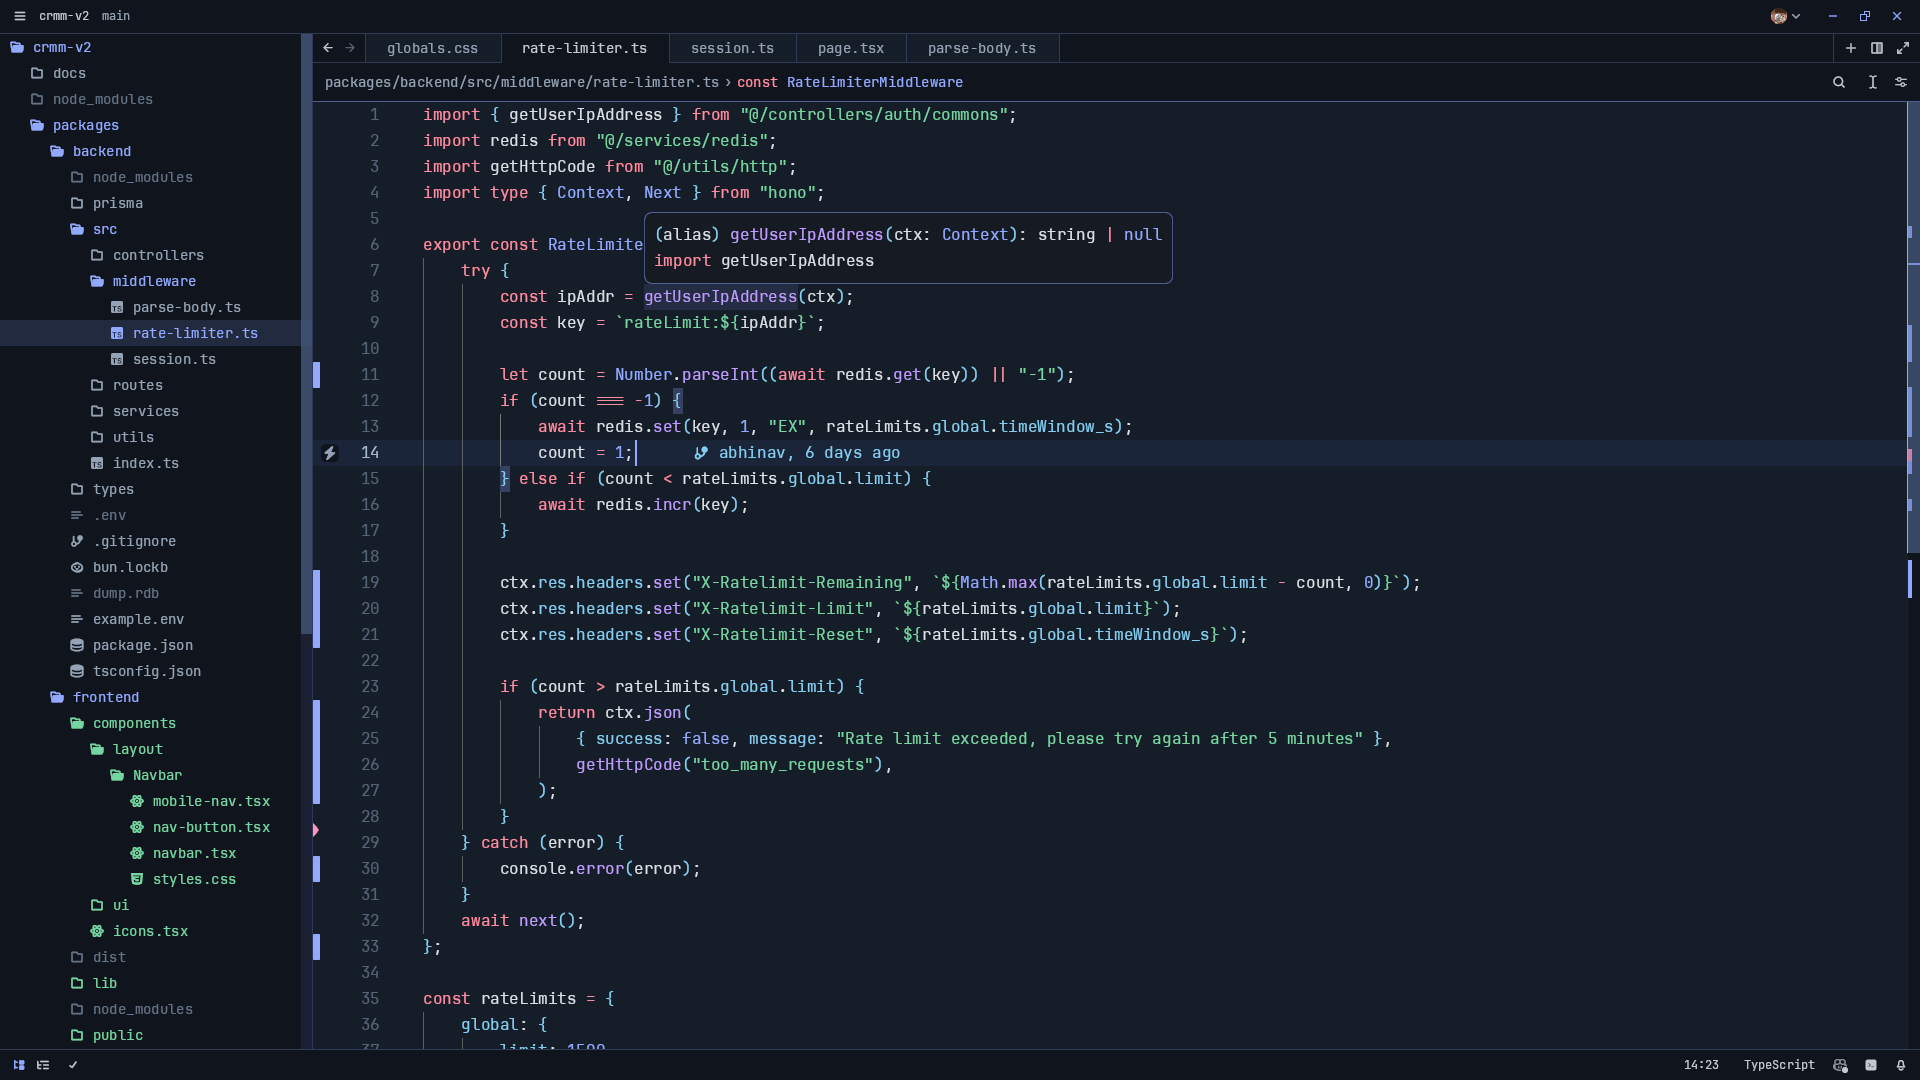 crmm-v2 main
crmm-v2
docs
node_modules
packages
backend
node_modules
prisma
src
controllers
middleware
parse-body.ts
rate-limiter.ts
session.ts
routes
services
utils
index.ts
types
.env
.gitignore
bun.lockb
dump.rdb
example.env
package.json
tsconfig.json
frontend
components
layout
Navbar
mobile-nav.tsx
nav-button.tsx
navbar.tsx
styles.css
ui
icons.tsx
dist
lib
node_modules
public
globals.css rate-limiter.ts session.ts page.tsx parse-body.ts
packages/backend/src/middleware/rate-limiter.ts › const RateLimiterMiddleware
1 import { getUserIpAddress } from "@/controllers/auth/commons";
2 import redis from "@/services/redis";
3 import getHttpCode from "@/utils/http";
4 import type { Context, Next } from "hono";
5
(alias) getUserIpAddress(ctx: Context): string | null
import getUserIpAddress
6 export const RateLimite
7 try {
8 const ipAddr = getUserIpAddress(ctx);
9 const key = `rateLimit:${ipAddr}`;
10
11 let count = Number.parseInt((await redis.get(key)) || "-1");
12 if (count === -1) {
13 await redis.set(key, 1, "EX", rateLimits.global.timeWindow_s);
14 count = 1; abhinav, 6 days ago
15 } else if (count < rateLimits.global.limit) {
16 await redis.incr(key);
17 }
18
19 ctx.res.headers.set("X-Ratelimit-Remaining", `${Math.max(rateLimits.global.limit - count, 0)}`);
20 ctx.res.headers.set("X-Ratelimit-Limit", `${rateLimits.global.limit}`);
21 ctx.res.headers.set("X-Ratelimit-Reset", `${rateLimits.global.timeWindow_s}`);
22
23 if (count > rateLimits.global.limit) {
24 return ctx.json(
25 { success: false, message: "Rate limit exceeded, please try again after 5 minutes" },
26 getHttpCode("too_many_requests"),
27 );
28 }
29 } catch (error) {
30 console.error(error);
31 }
32 await next();
33 };
34
35 const rateLimits = {
36 global: {
37 limit: 1500
14:23 TypeScript